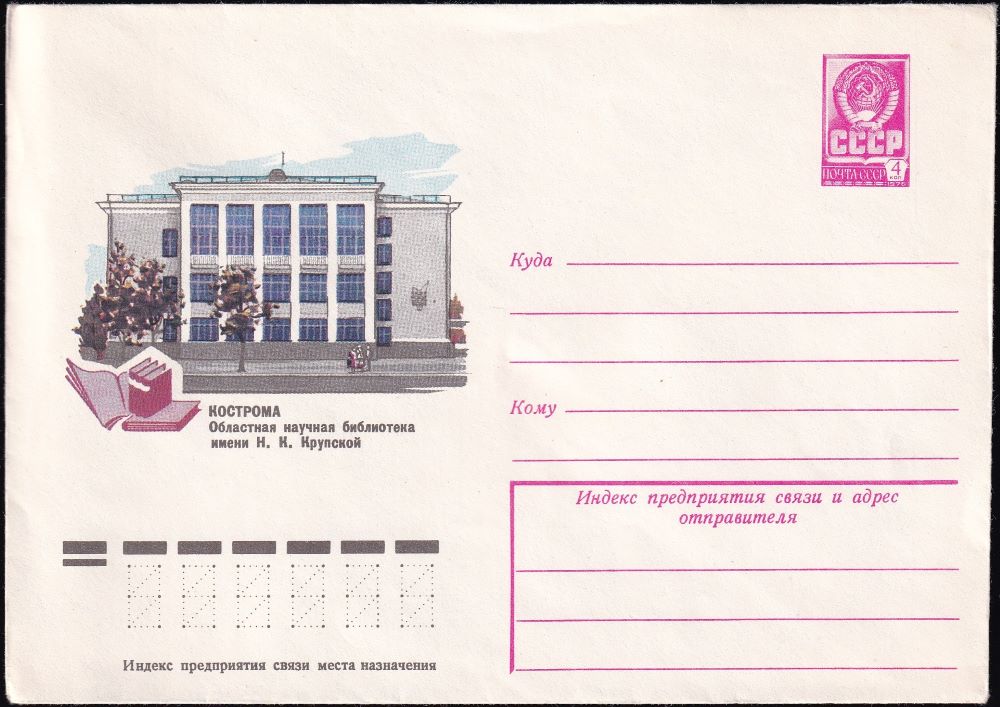 СССР
ПОЧТА СССР
4
коп
1976
Куда
Кому
КОСТРОМА
Областная научная библиотека
имени Н. К. Крупской
Индекс предприятия связи и адрес
отправителя
Индекс предприятия связи места назначения